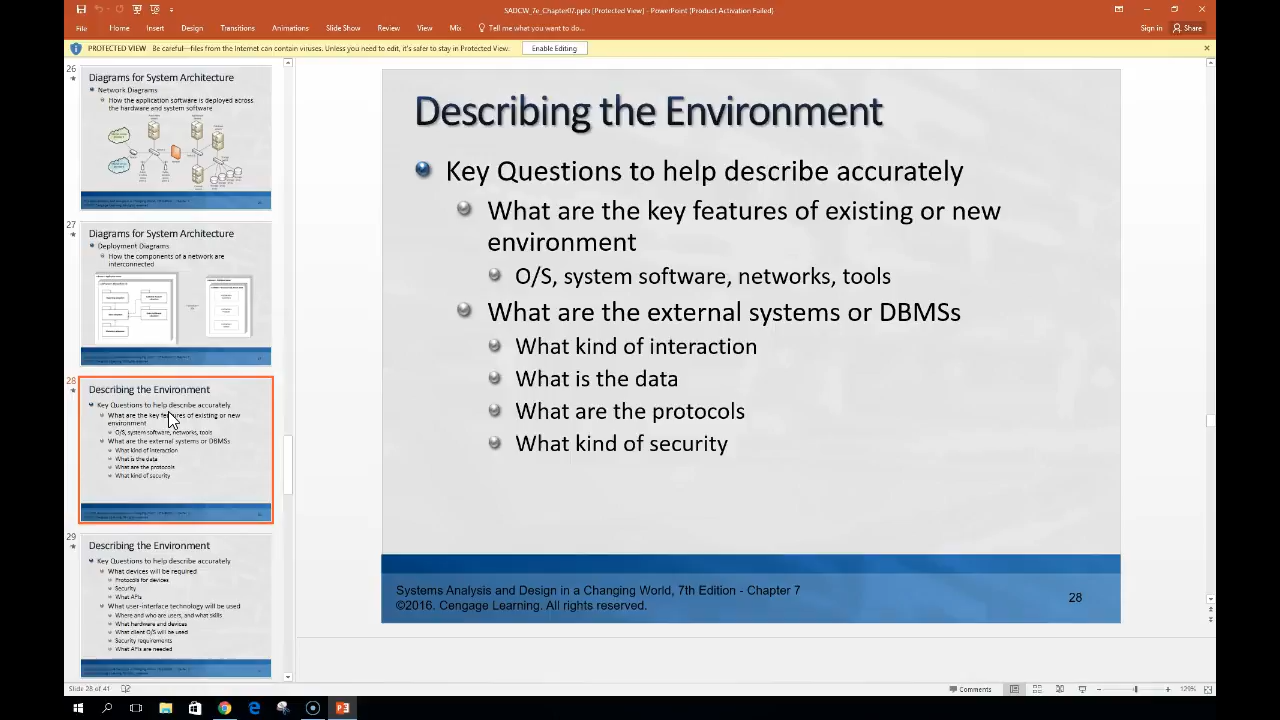 SADCW_7e_Chapter07.pptx [Protected View] - PowerPoint (Product Activation Failed)
File Home Insert Design Transitions Animations Slide Show Review View Mix Tell me what you want to do... Sign in Share
PROTECTED VIEW Be careful—files from the Internet can contain viruses. Unless you need to edit, it's safer to stay in Protected View. Enable Editing
26
Diagrams for System Architecture
Network Diagrams
How the application software is deployed across
the hardware and system software
27
Diagrams for System Architecture
Deployment Diagrams
How the components of a network are
interconnected
28
Describing the Environment
Key Questions to help describe accurately
What are the key features of existing or new
environment
O/S, system software, networks, tools
What are the external systems or DBMSs
What kind of interaction
What is the data
What are the protocols
What kind of security
29
Describing the Environment
Key Questions to help describe accurately
What devices will be required
Protocols for devices
Security
What APIs
What user-interface technology will be used
Where and who are users, and what skills
What hardware and devices
What client O/S will be used
Security requirements
What APIs are needed
Describing the Environment
Key Questions to help describe accurately
What are the key features of existing or new
environment
O/S, system software, networks, tools
What are the external systems or DBMSs
What kind of interaction
What is the data
What are the protocols
What kind of security
Systems Analysis and Design in a Changing World, 7th Edition - Chapter 7
©2016. Cengage Learning. All rights reserved.
28
Slide 28 of 41
Comments
129%